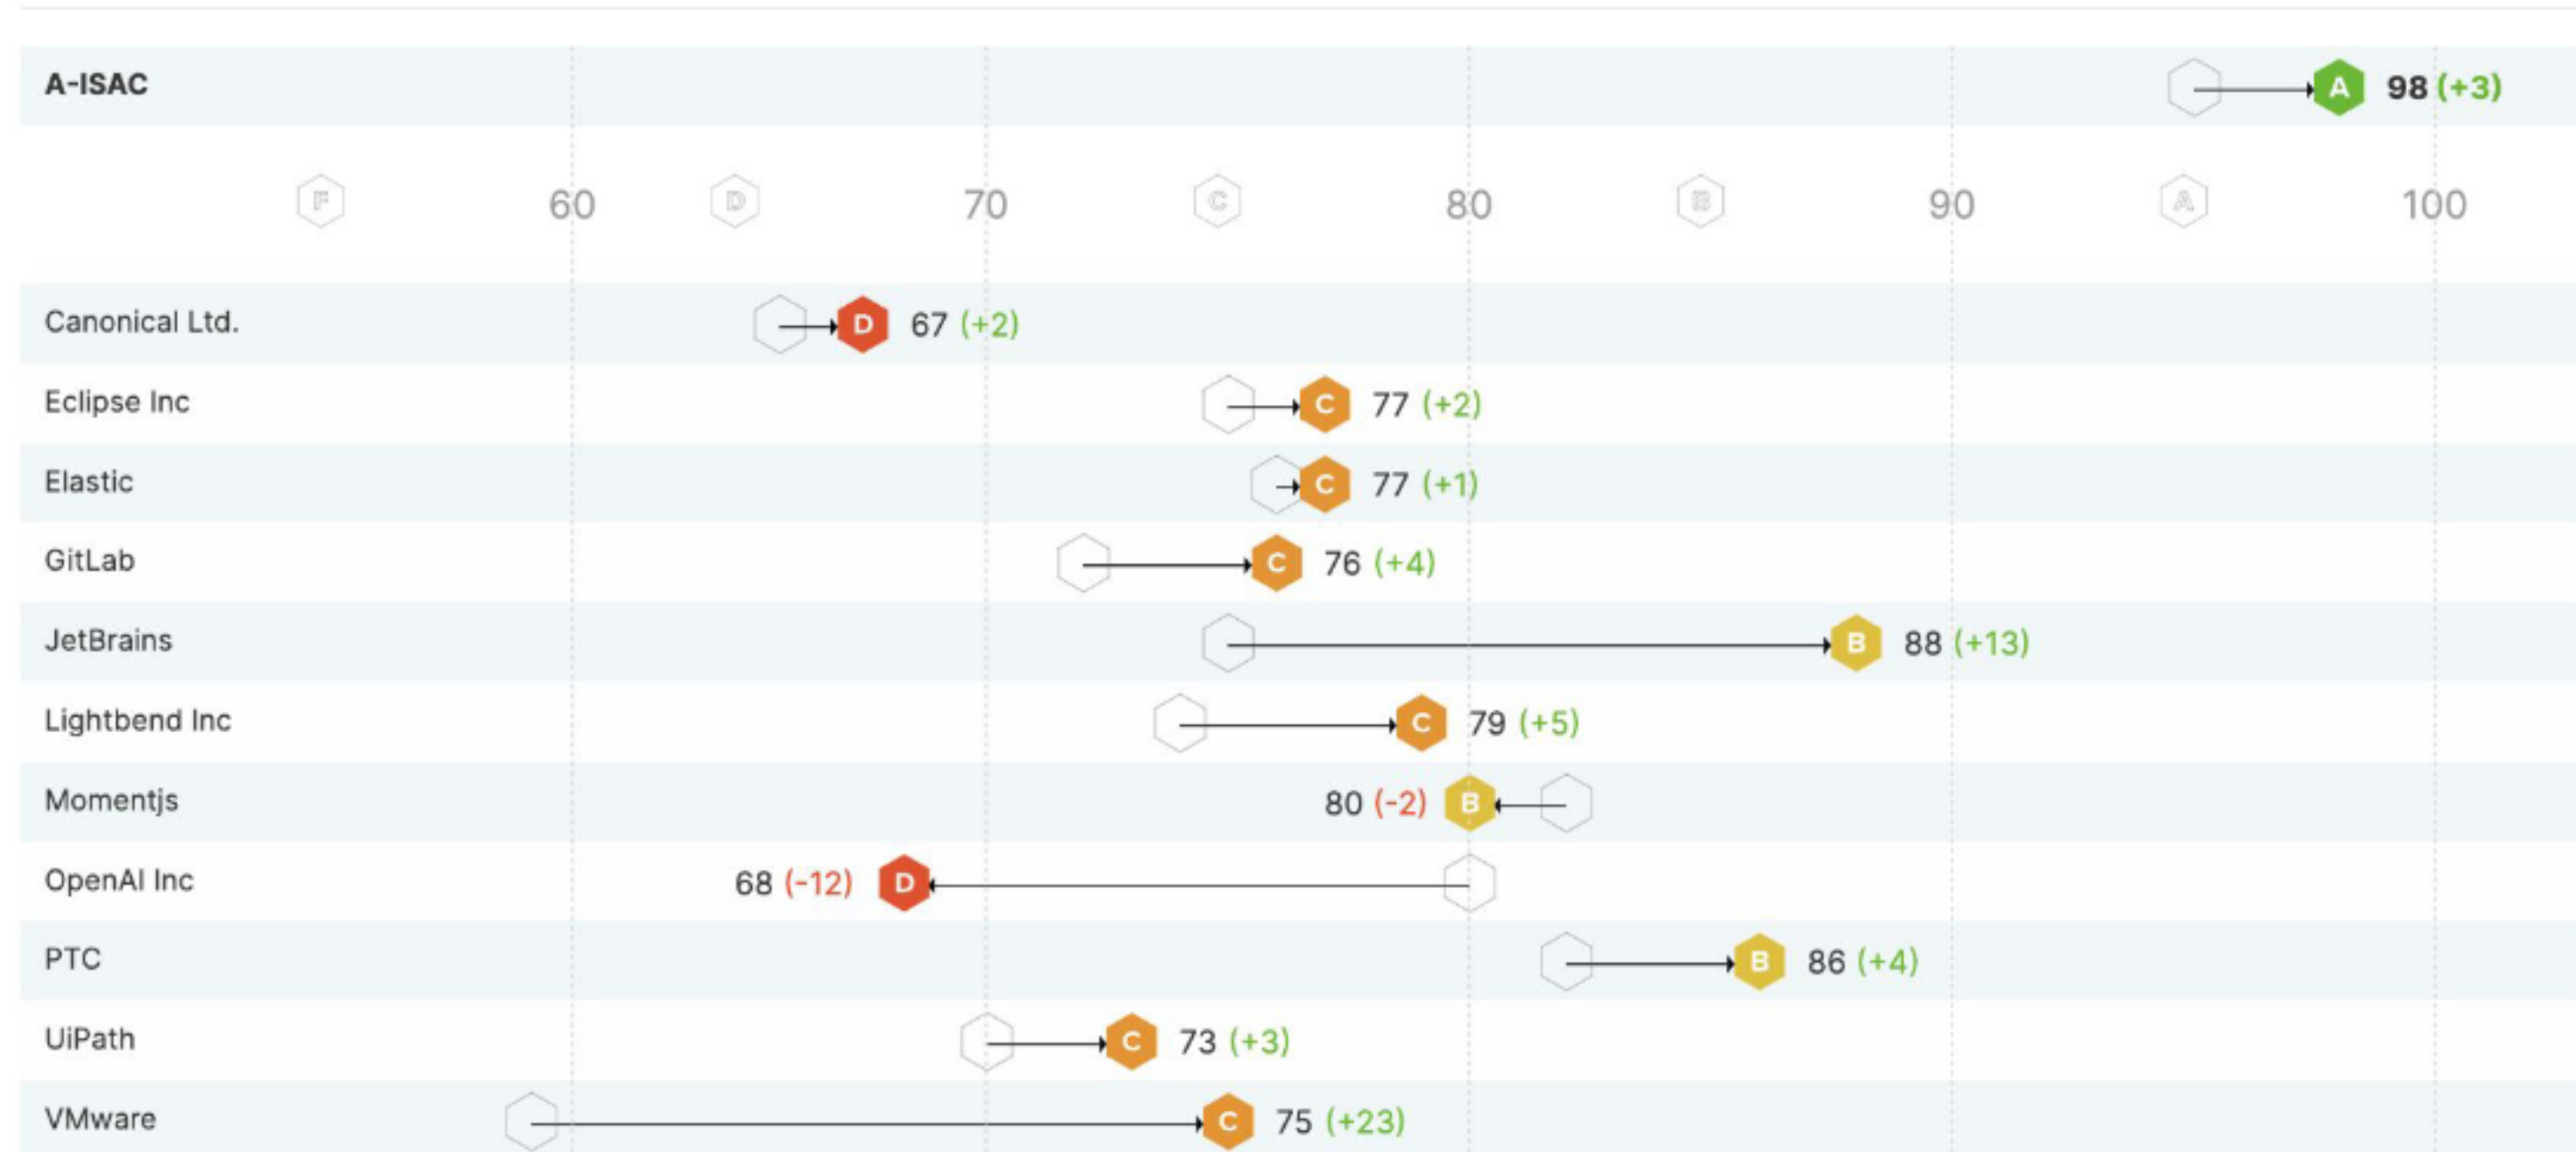 A-ISAC A 98 (+3)
F 60 D 70 C 80 B 90 A 100
Canonical Ltd. D 67 (+2)
Eclipse Inc C 77 (+2)
Elastic C 77 (+1)
GitLab C 76 (+4)
JetBrains B 88 (+13)
Lightbend Inc C 79 (+5)
Momentjs 80 (-2) B
OpenAI Inc 68 (-12) D
PTC B 86 (+4)
UiPath C 73 (+3)
VMware C 75 (+23)